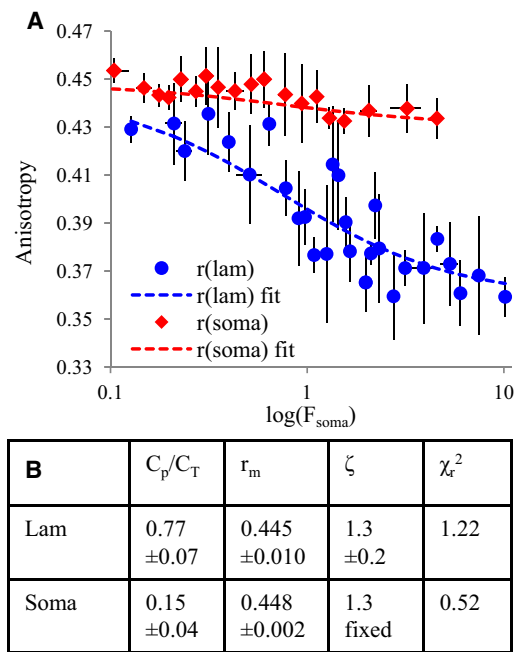 A
0.47
0.45
0.43
0.41
0.39
0.37
0.35
0.33
Anisotropy
r(lam)
r(lam) fit
r(soma)
r(soma) fit
0.1 1 10
log(F_soma)
B C_p/C_T r_m ζ χ_r^2
Lam 0.77 ±0.07 0.445 ±0.010 1.3 ±0.2 1.22
Soma 0.15 ±0.04 0.448 ±0.002 1.3 fixed 0.52